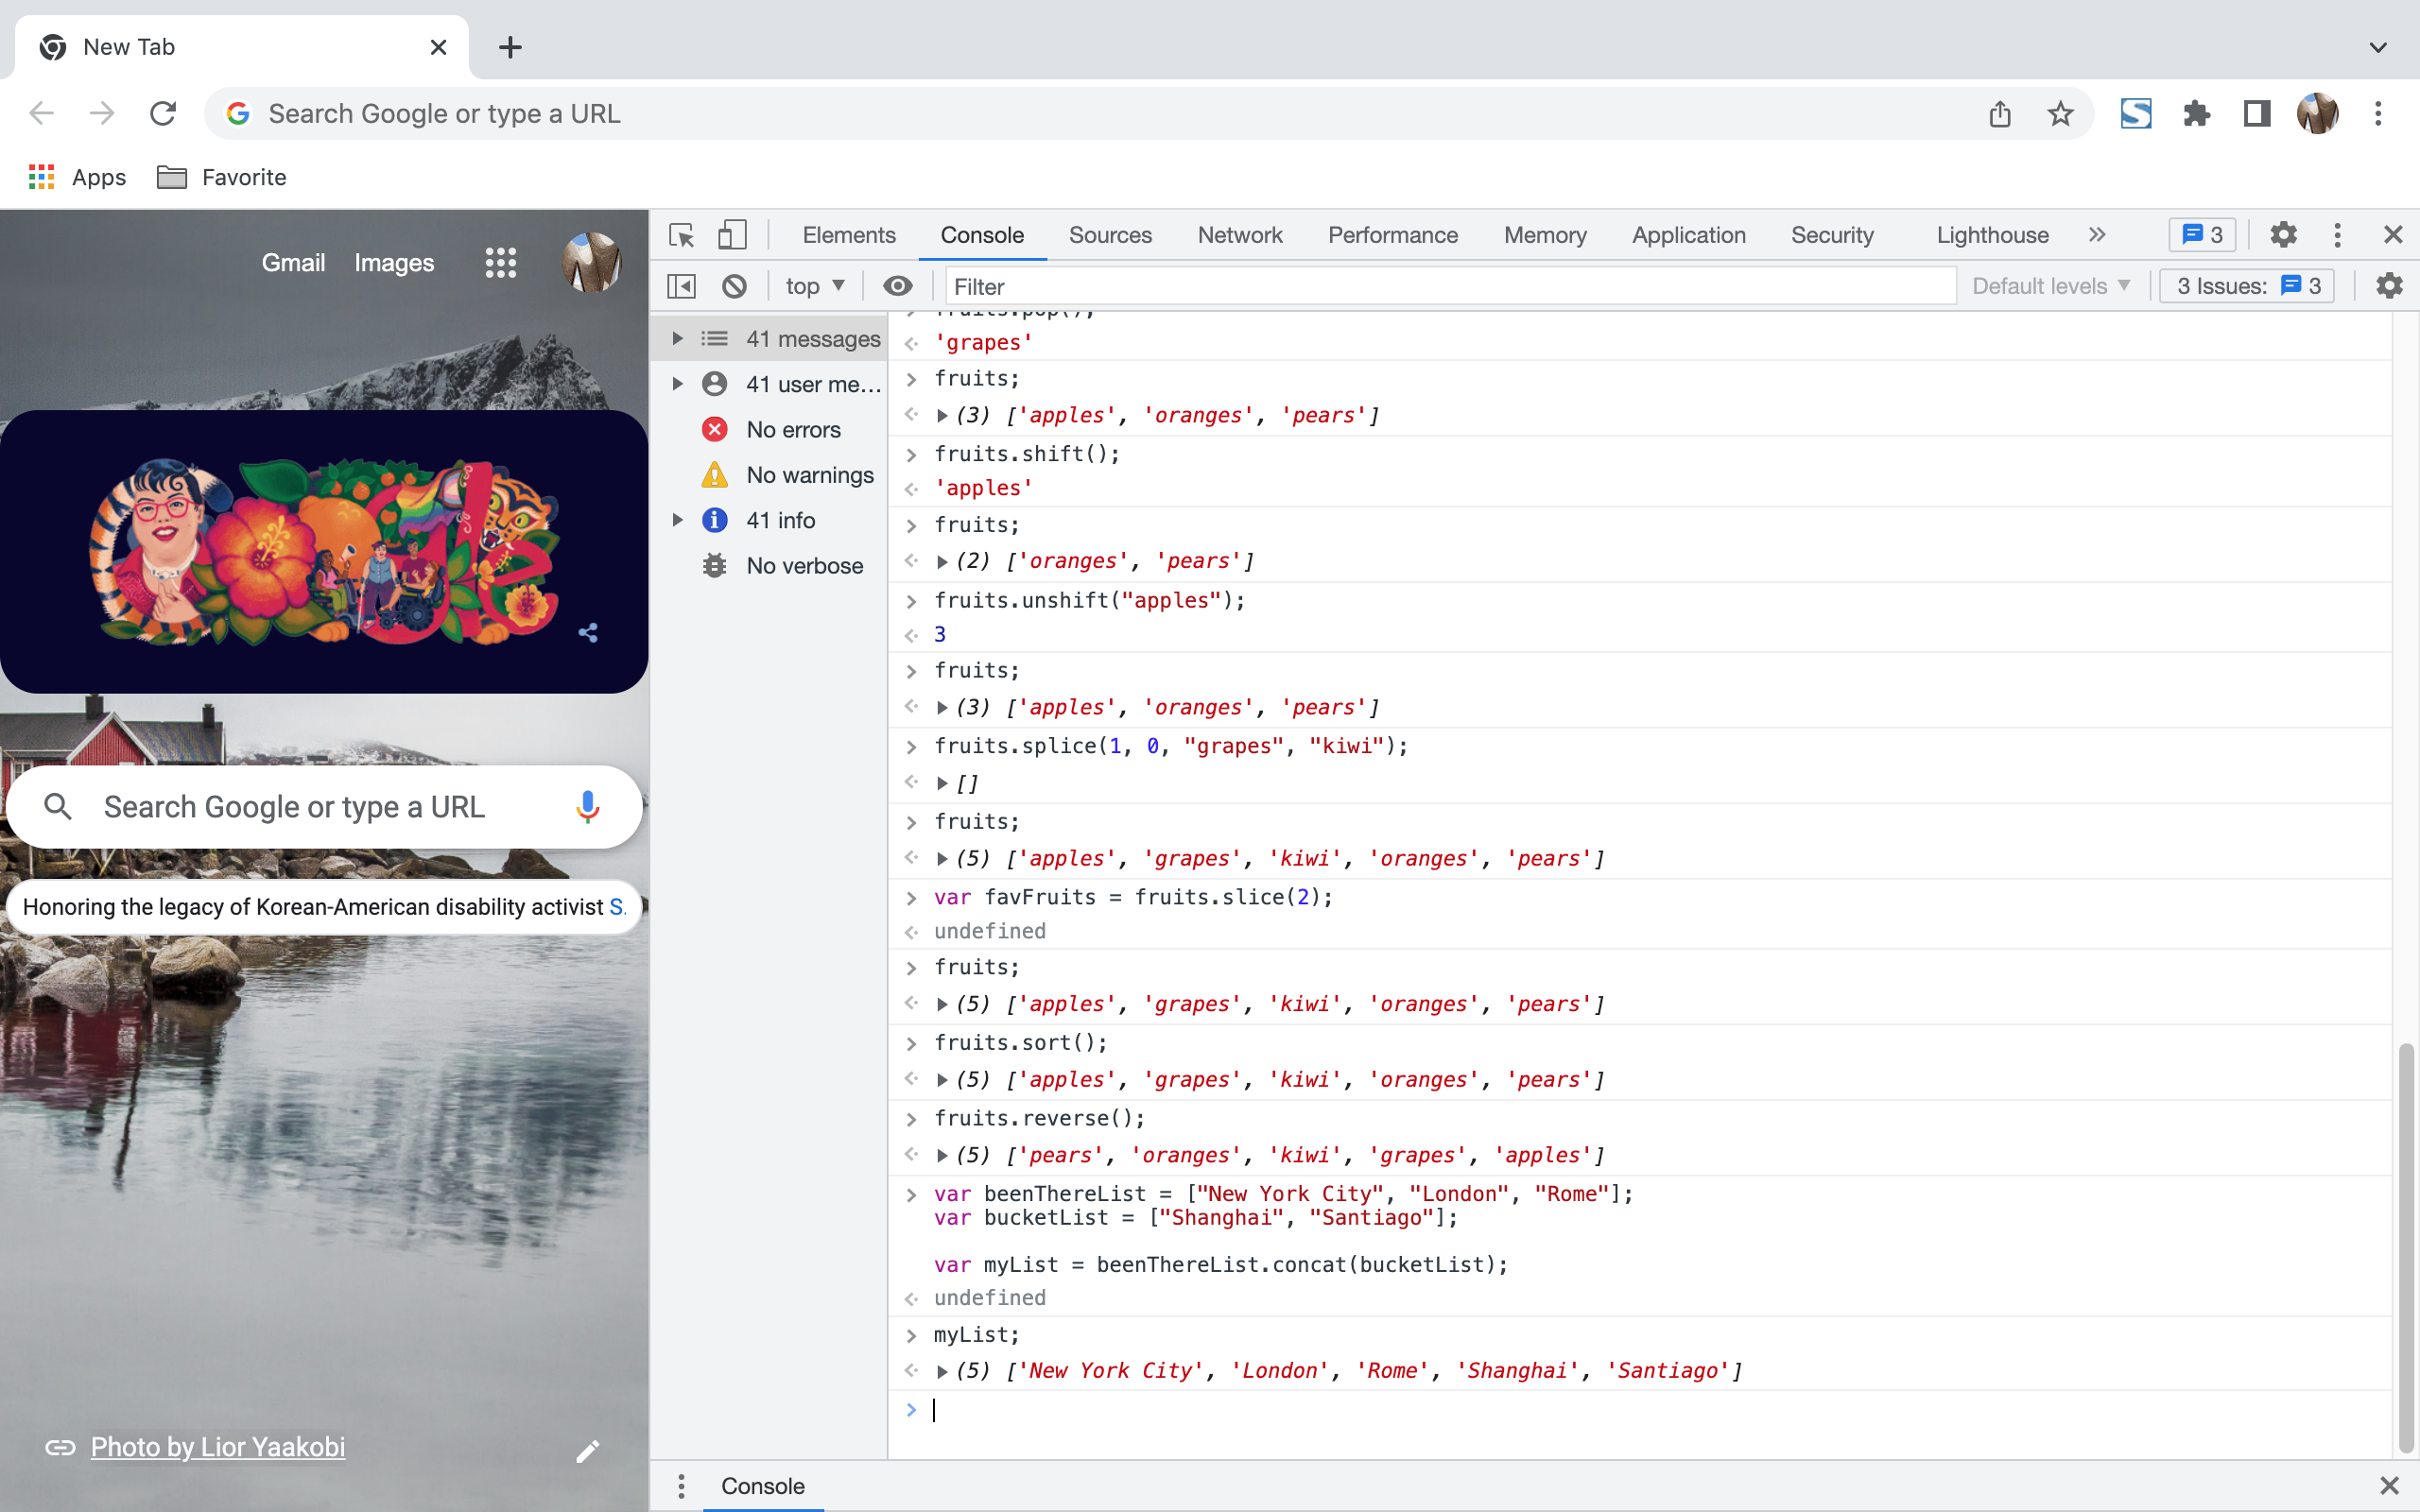 New Tab
Search Google or type a URL
Apps
Favorite
Gmail
Images
Search Google or type a URL
Honoring the legacy of Korean-American disability activist S.
Photo by Lior Yaakobi
Elements
Console
Sources
Network
Performance
Memory
Application
Security
Lighthouse
3
top
Filter
Default levels
3 Issues: 3
41 messages
41 user me...
No errors
No warnings
41 info
No verbose
fruits.pop();
'grapes'
fruits;
(3) ['apples', 'oranges', 'pears']
fruits.shift();
'apples'
fruits;
(2) ['oranges', 'pears']
fruits.unshift("apples");
3
fruits;
(3) ['apples', 'oranges', 'pears']
fruits.splice(1, 0, "grapes", "kiwi");
[]
fruits;
(5) ['apples', 'grapes', 'kiwi', 'oranges', 'pears']
var favFruits = fruits.slice(2);
undefined
fruits;
(5) ['apples', 'grapes', 'kiwi', 'oranges', 'pears']
fruits.sort();
(5) ['apples', 'grapes', 'kiwi', 'oranges', 'pears']
fruits.reverse();
(5) ['pears', 'oranges', 'kiwi', 'grapes', 'apples']
var beenThereList = ["New York City", "London", "Rome"];
var bucketList = ["Shanghai", "Santiago"];
var myList = beenThereList.concat(bucketList);
undefined
myList;
(5) ['New York City', 'London', 'Rome', 'Shanghai', 'Santiago']
Console